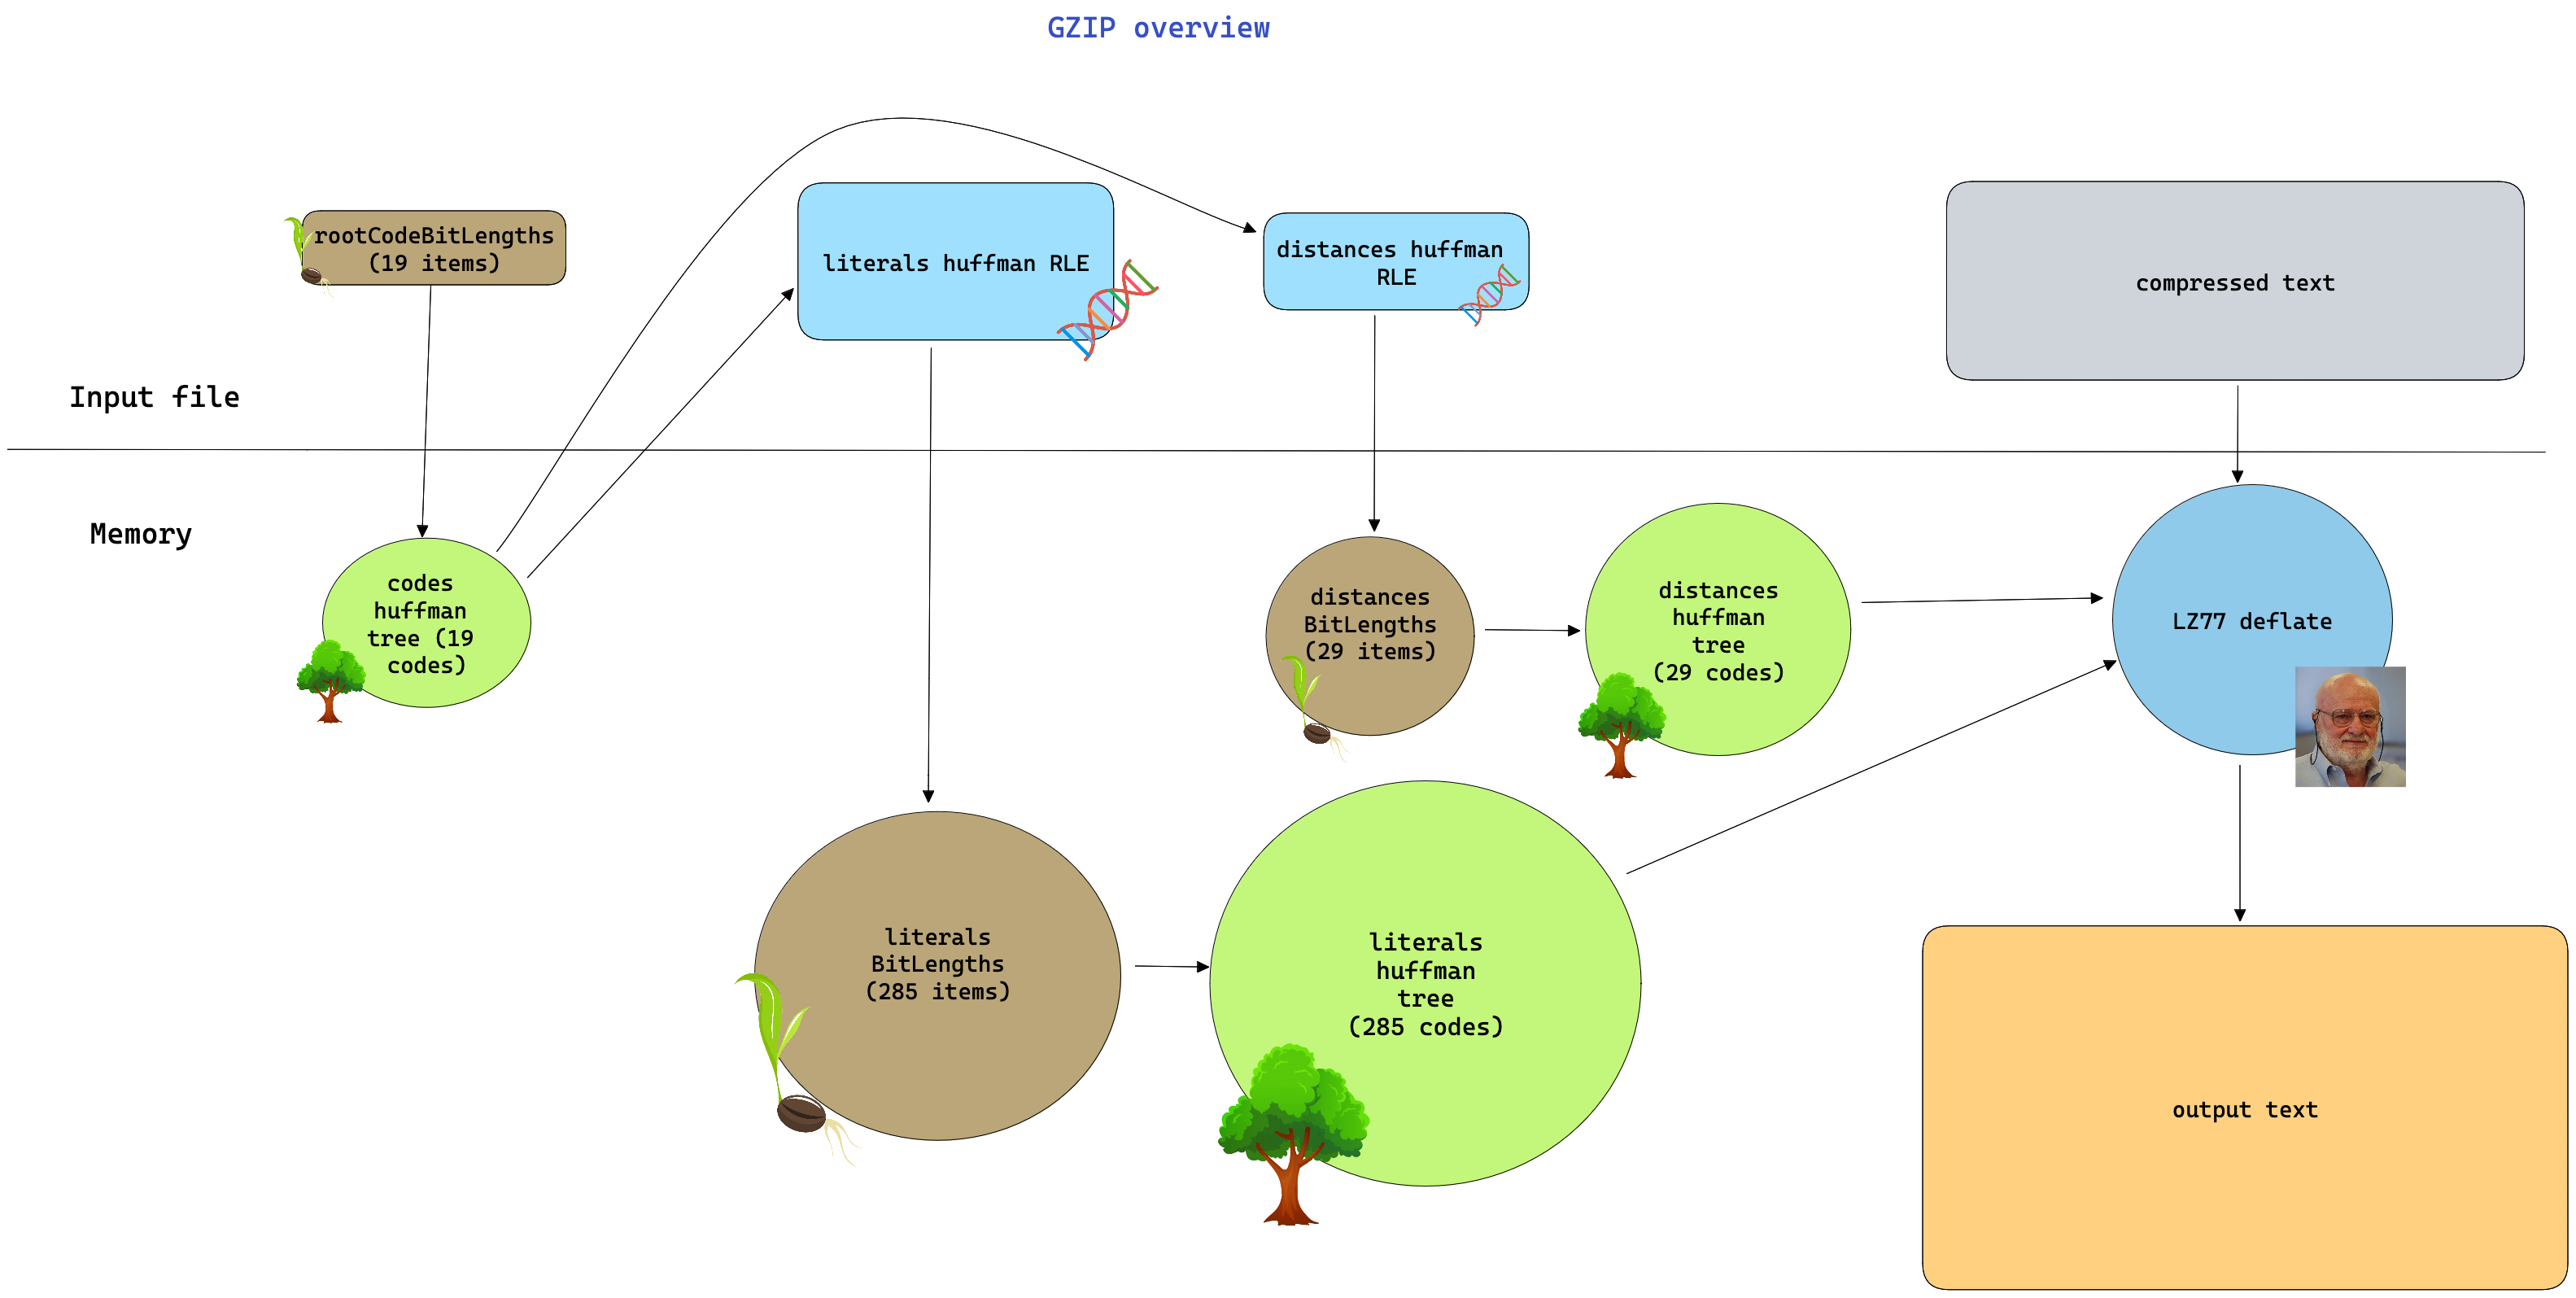 GZIP overview
rootCodeBitLengths
(19 items)
literals huffman RLE
distances huffman
RLE
compressed text
Input file
Memory
codes
huffman
tree (19
codes)
distances
BitLengths
(29 items)
distances
huffman
tree
(29 codes)
LZ77 deflate
literals
BitLengths
(285 items)
literals
huffman
tree
(285 codes)
output text